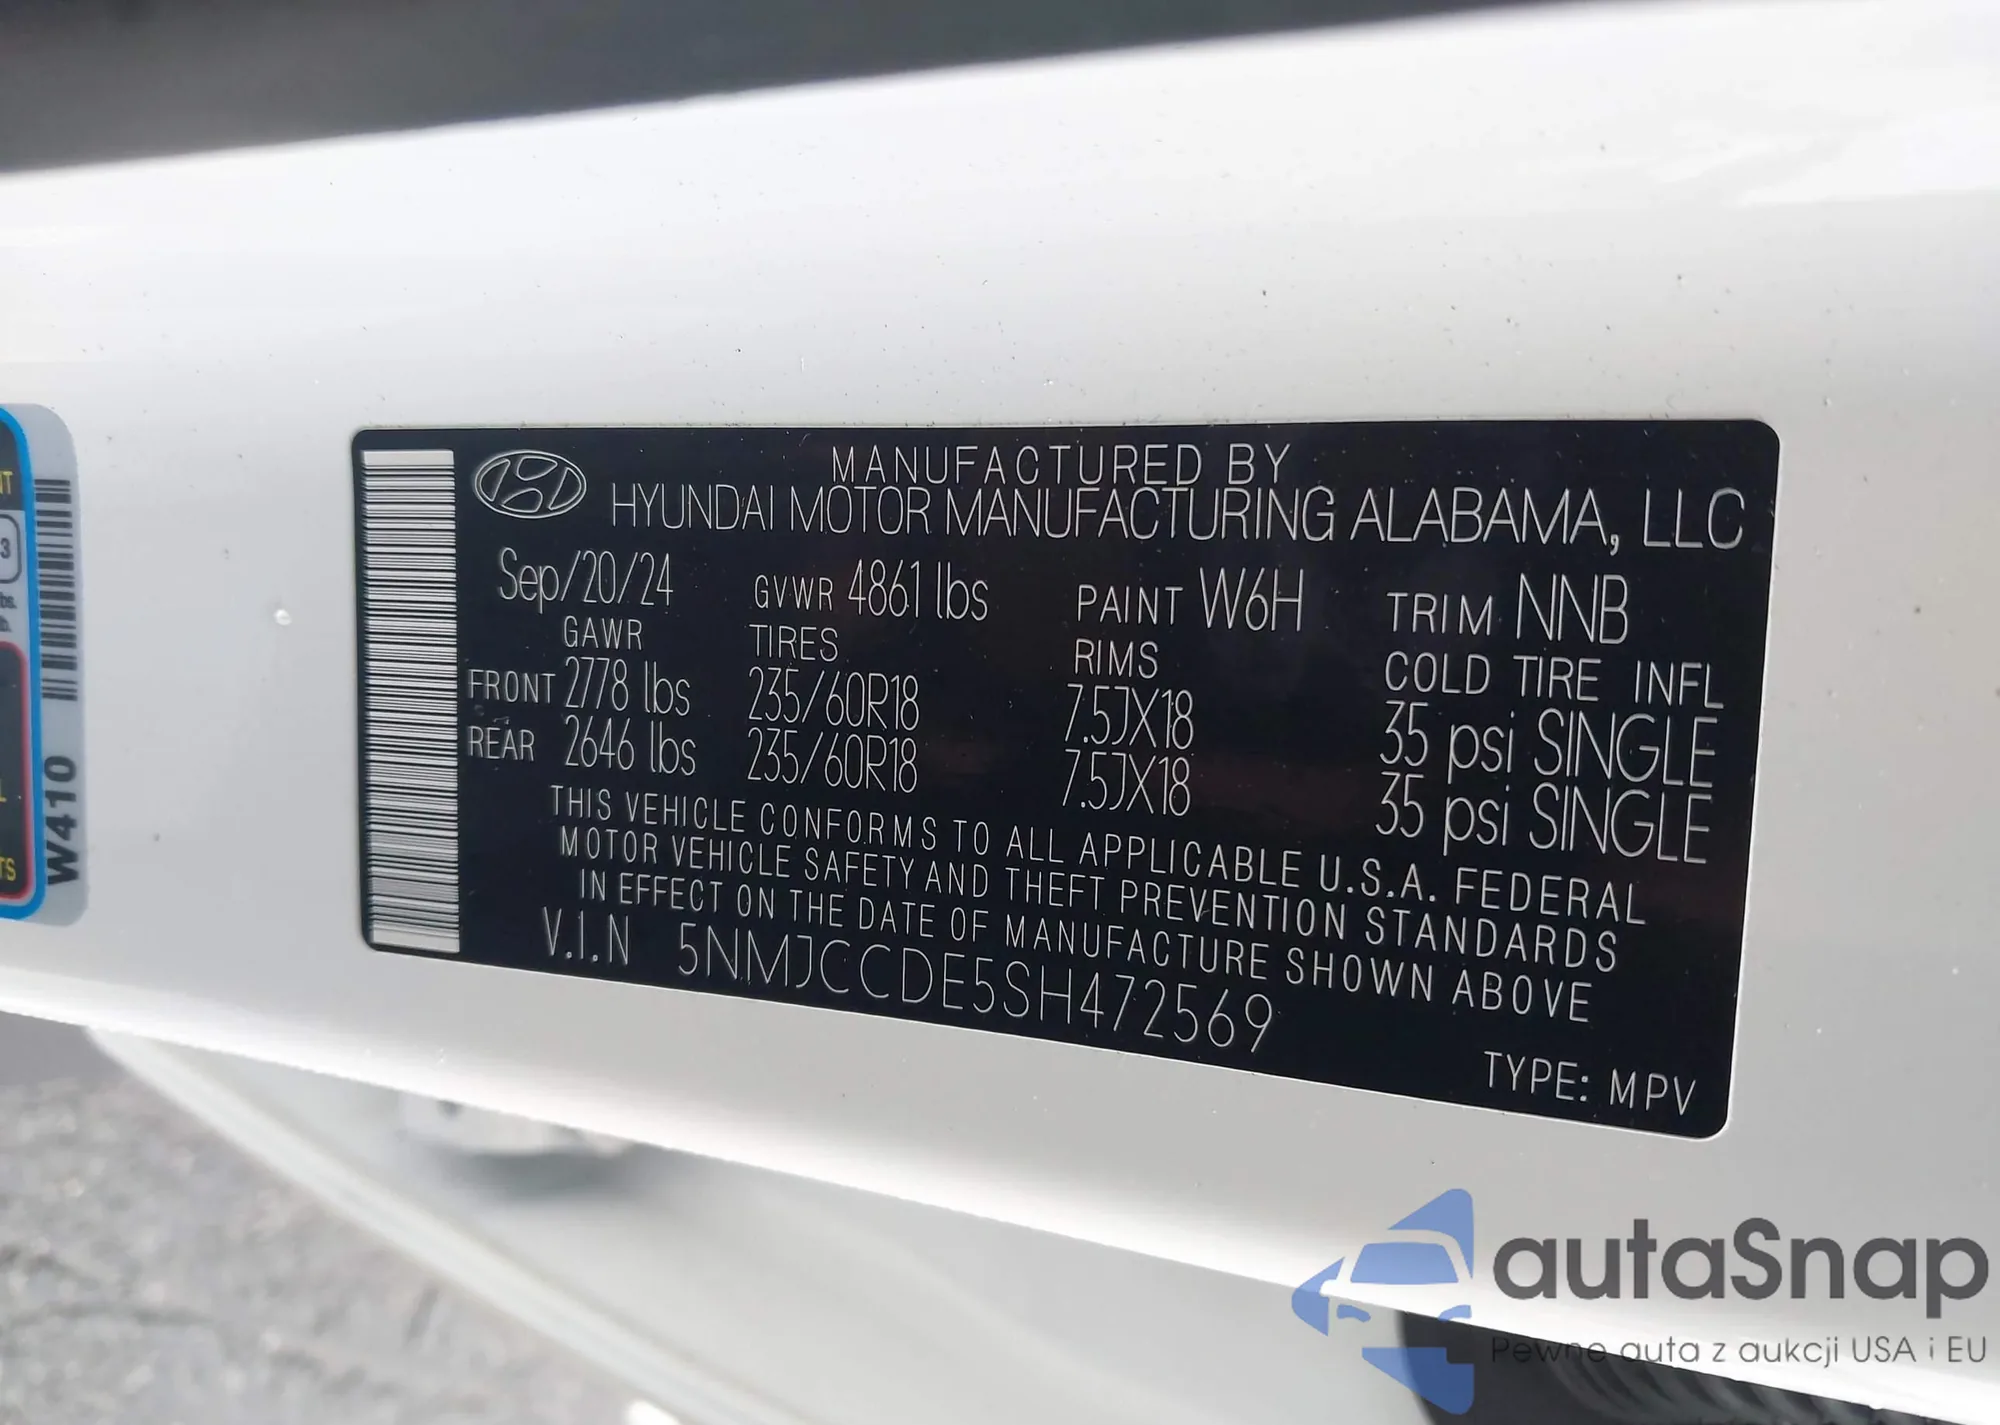 MANUFACTURED BY
HYUNDAI MOTOR MANUFACTURING ALABAMA, LLC
Sep/20/24 GVWR 4861 lbs PAINT W6H TRIM NNB
GAWR TIRES RIMS COLD TIRE INFL
FRONT 2778 lbs 235/60R18 7.5JX18 35 psi SINGLE
REAR 2646 lbs 235/60R18 7.5JX18 35 psi SINGLE
THIS VEHICLE CONFORMS TO ALL APPLICABLE U.S.A. FEDERAL
MOTOR VEHICLE SAFETY AND THEFT PREVENTION STANDARDS
IN EFFECT ON THE DATE OF MANUFACTURE SHOWN ABOVE
V.I.N 5NMJCCDE5SH472569
TYPE: MPV
W410
3
lbs.
lb.
autaSnap
Pewne auta z aukcji USA i EU